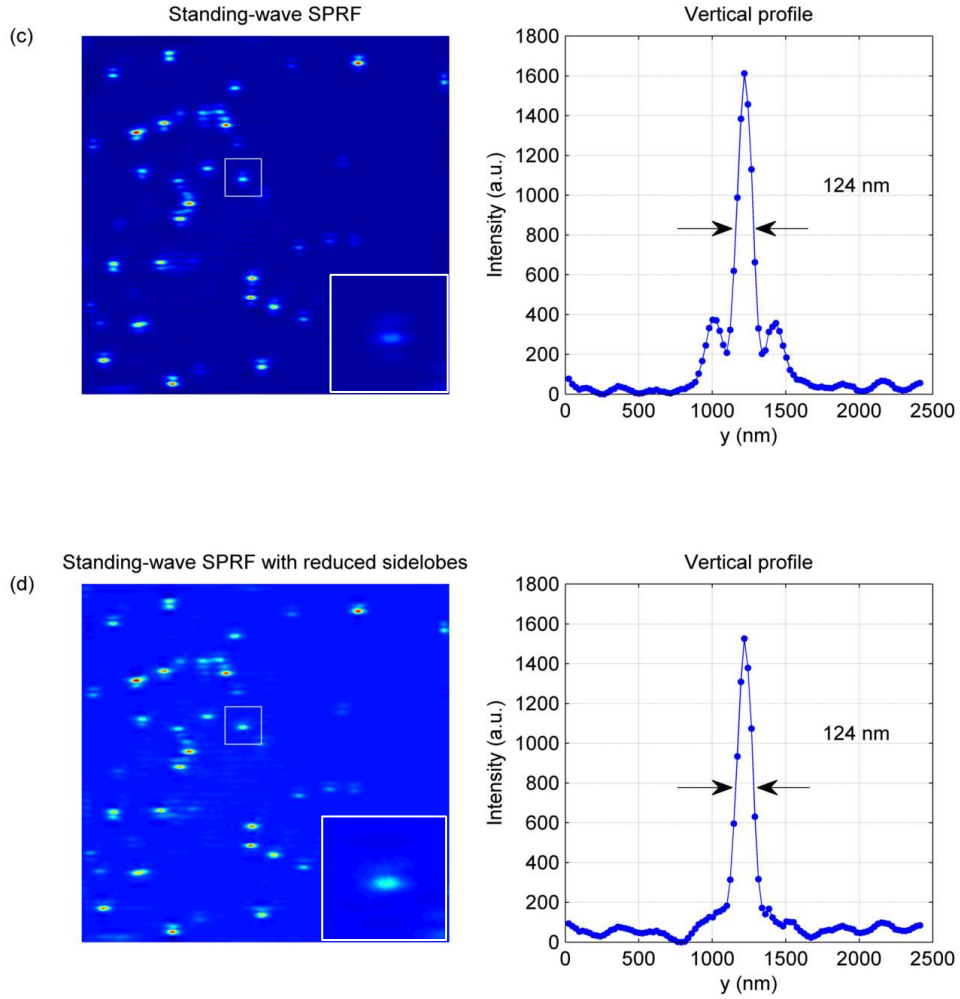 (c)
Standing-wave SPRF
Vertical profile
1800
1600
1400
1200
1000
800
600
400
200
0
Intensity (a.u.)
124 nm
0 500 1000 1500 2000 2500
y (nm)
(d)
Standing-wave SPRF with reduced sidelobes
Vertical profile
1800
1600
1400
1200
1000
800
600
400
200
0
Intensity (a.u.)
124 nm
0 500 1000 1500 2000 2500
y (nm)